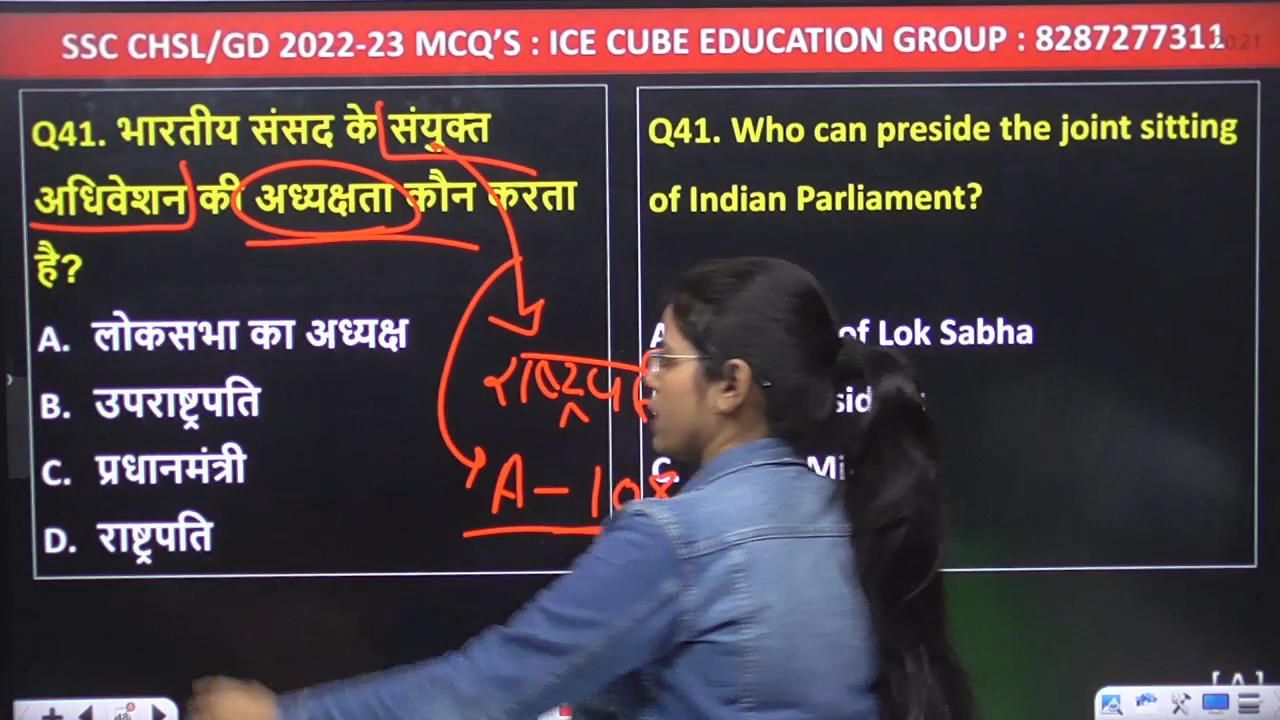 SSC CHSL/GD 2022-23 MCQ'S : ICE CUBE EDUCATION GROUP : 8287277311
Q41. भारतीय संसद के संयुक्त
अधिवेशन की अध्यक्षता कौन करता
है?
A. लोकसभा का अध्यक्ष
B. उपराष्ट्रपति
C. प्रधानमंत्री
D. राष्ट्रपति
A – 108
Q41. Who can preside the joint sitting
of Indian Parliament?
of Lok Sabha
C.
[ A ]